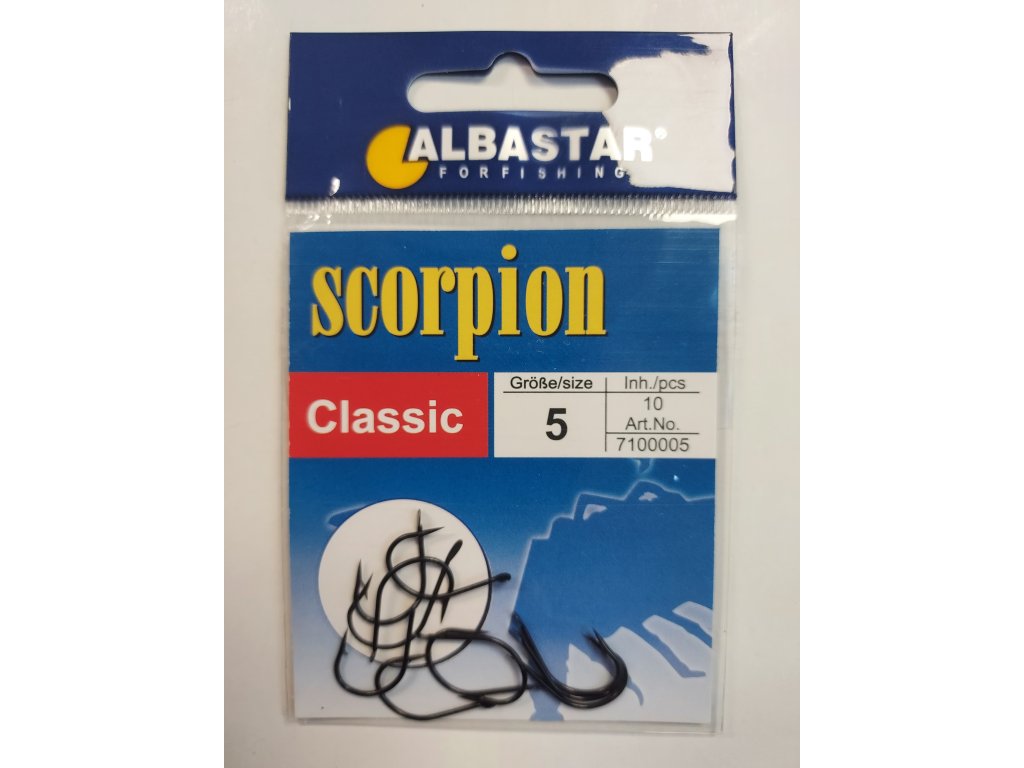 ALBASTAR®
FORFISHING
scorpion
Classic
Größe/size
5
Inh./pcs
10
Art.No.
7100005